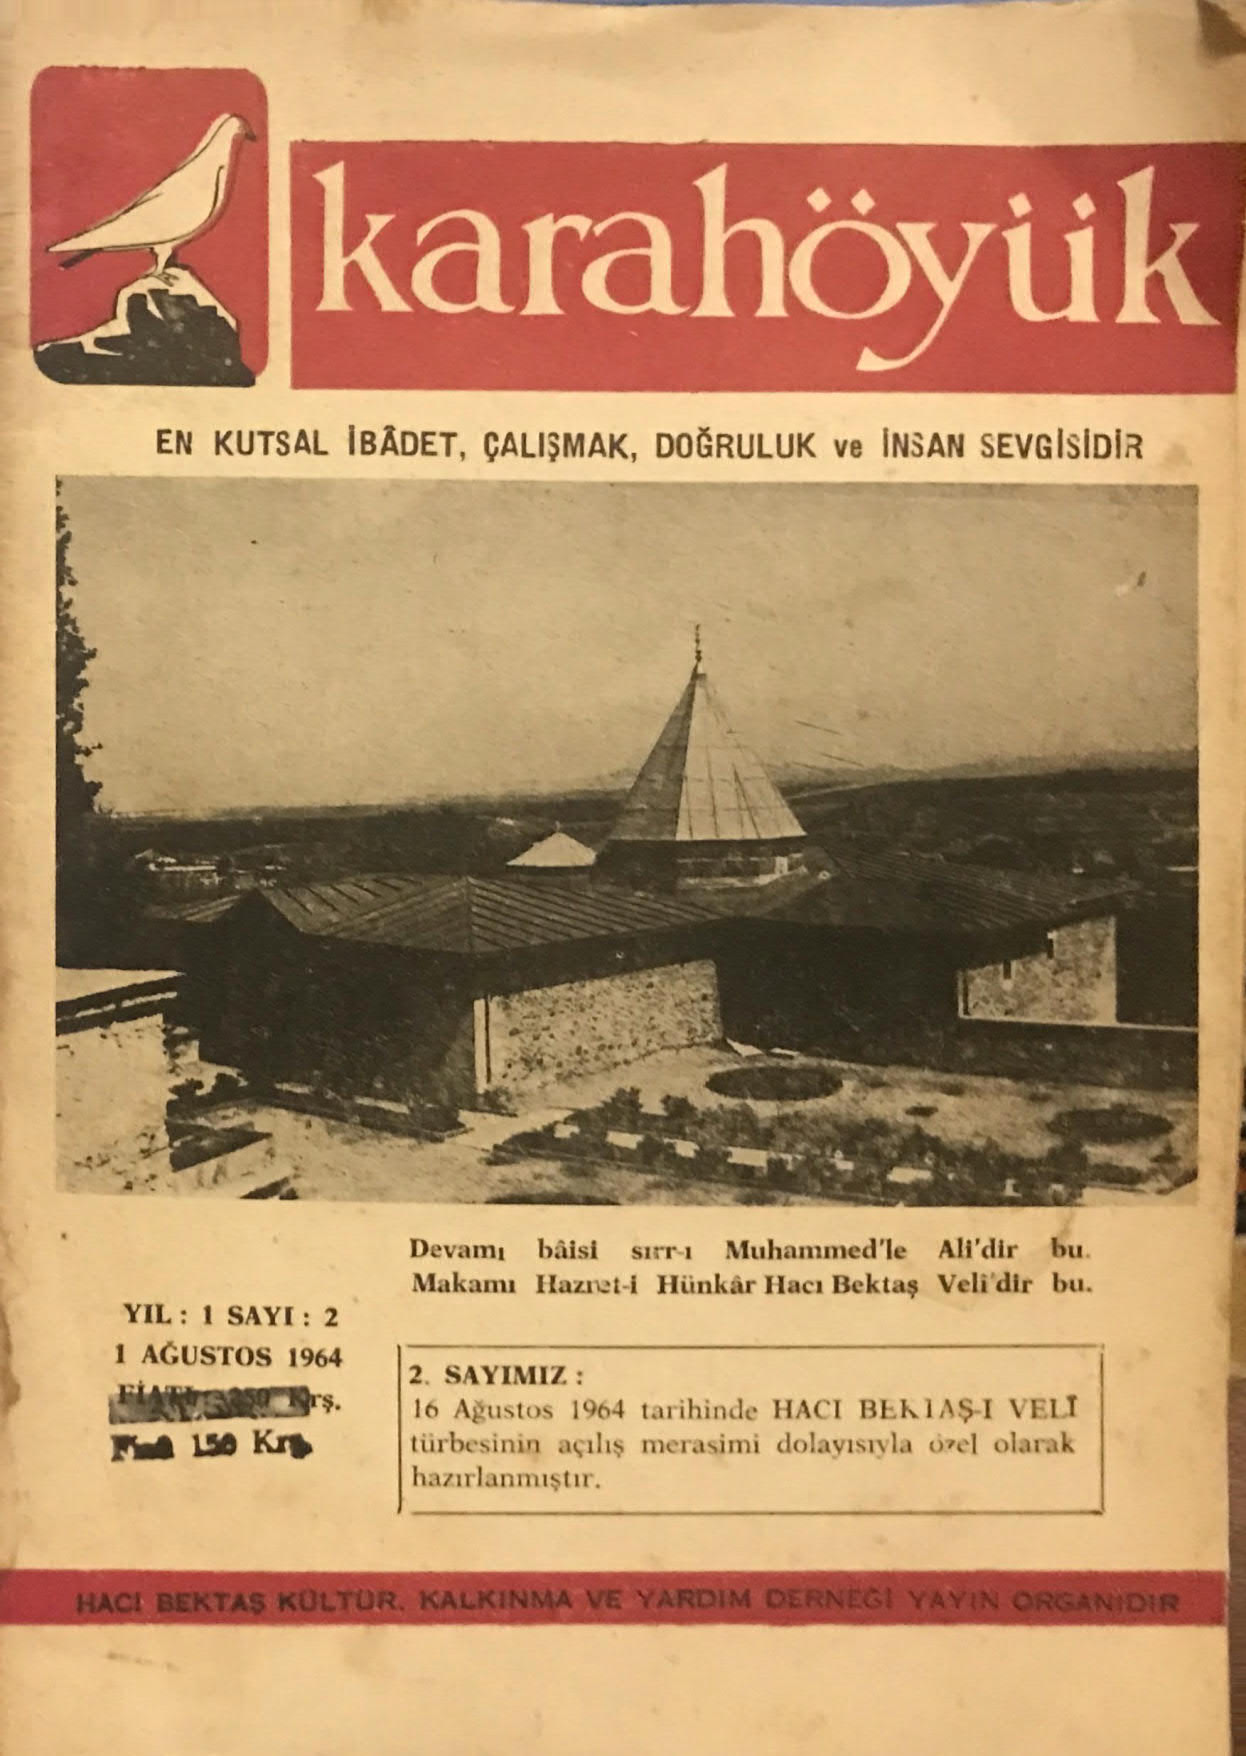 karahöyük
EN KUTSAL İBÂDET, ÇALIŞMAK, DOĞRULUK ve İNSAN SEVGİSİDİR
Devamı bâisi sırr-ı Muhammed'le Ali'dir bu.
Makamı Hazret-i Hünkâr Hacı Bektaş Veli'dir bu.
YIL : 1 SAYI : 2
1 AĞUSTOS 1964
FİATI : 250 Krş.
150 Krş.
2. SAYIMIZ :
16 Ağustos 1964 tarihinde HACI BEKTAŞ-I VELİ
türbesinin açılış merasimi dolayısıyla özel olarak
hazırlanmıştır.
HACI BEKTAŞ KÜLTÜR. KALKINMA VE YARDIM DERNEĞİ YAYIN ORGANIDIR